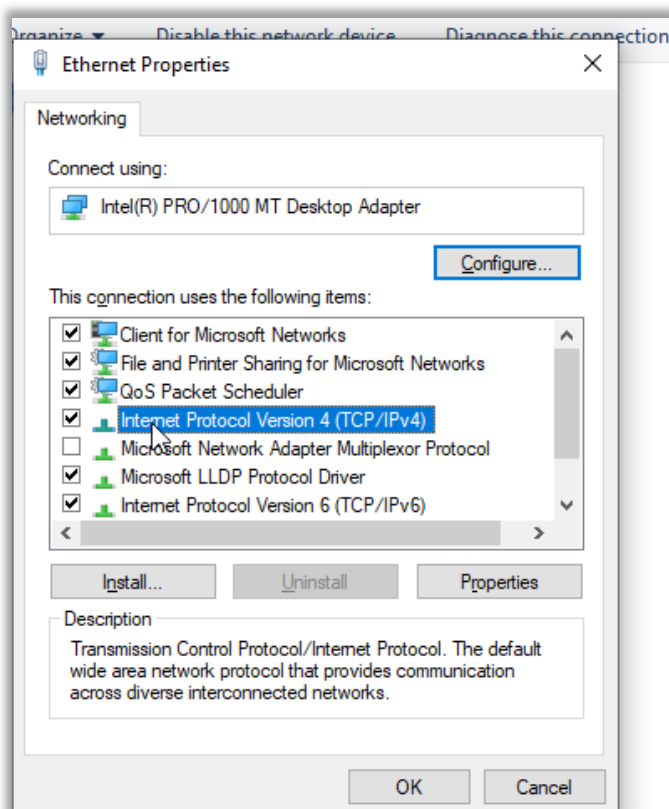 Organize Disable this network device Diagnose this connection
Ethernet Properties
Networking
Connect using:
Intel(R) PRO/1000 MT Desktop Adapter
Configure...
This connection uses the following items:
Client for Microsoft Networks
File and Printer Sharing for Microsoft Networks
QoS Packet Scheduler
Internet Protocol Version 4 (TCP/IPv4)
Microsoft Network Adapter Multiplexor Protocol
Microsoft LLDP Protocol Driver
Internet Protocol Version 6 (TCP/IPv6)
Install... Uninstall Properties
Description
Transmission Control Protocol/Internet Protocol. The default
wide area network protocol that provides communication
across diverse interconnected networks.
OK Cancel